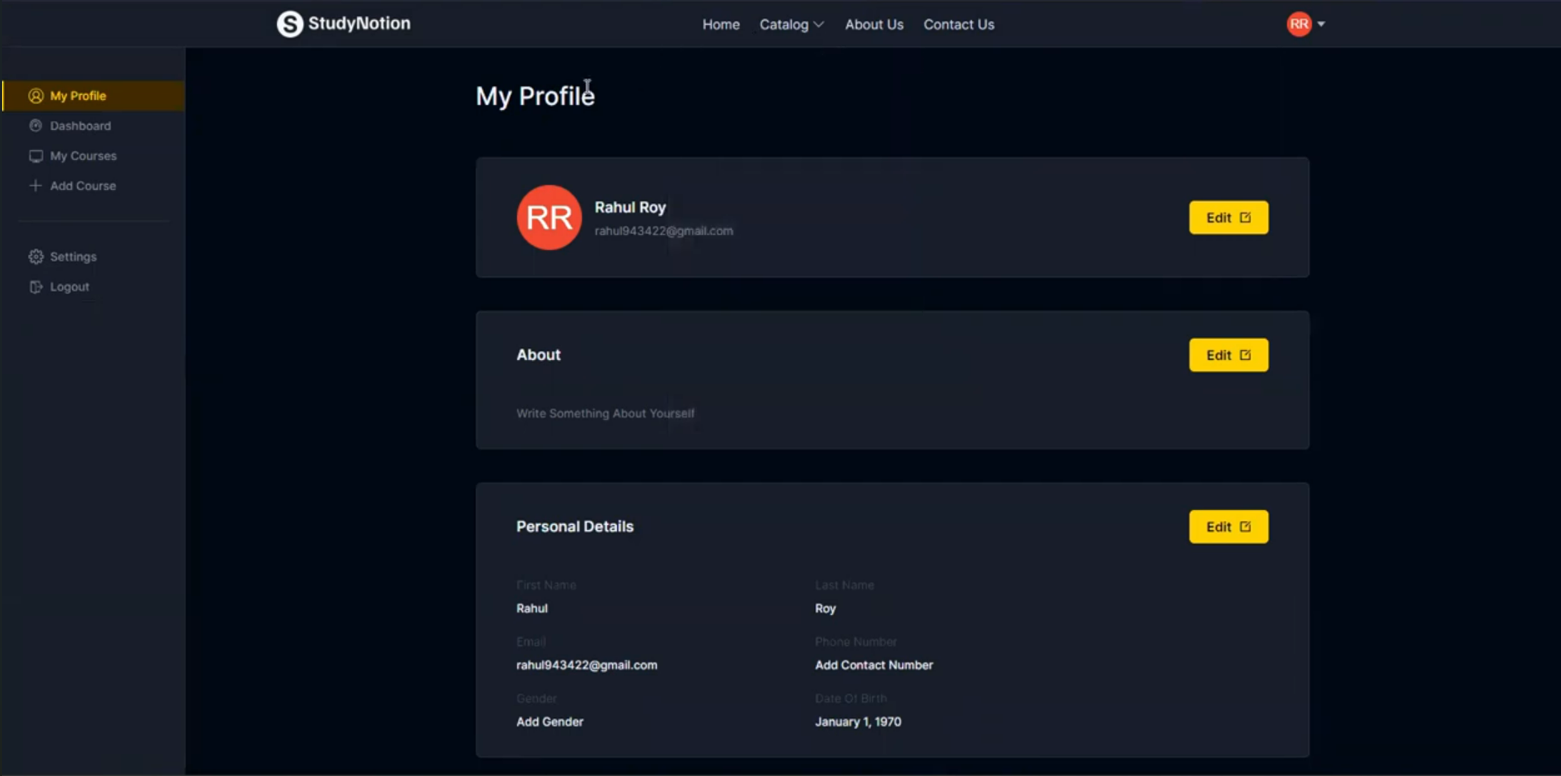 S StudyNotion
Home Catalog About Us Contact Us
RR
My Profile
Dashboard
My Courses
Add Course
Settings
Logout
My Profile
RR
Rahul Roy
rahul943422@gmail.com
Edit
About
Edit
Write Something About Yourself
Personal Details
Edit
First Name
Last Name
Rahul
Roy
Email
Phone Number
rahul943422@gmail.com
Add Contact Number
Gender
Date Of Birth
Add Gender
January 1, 1970